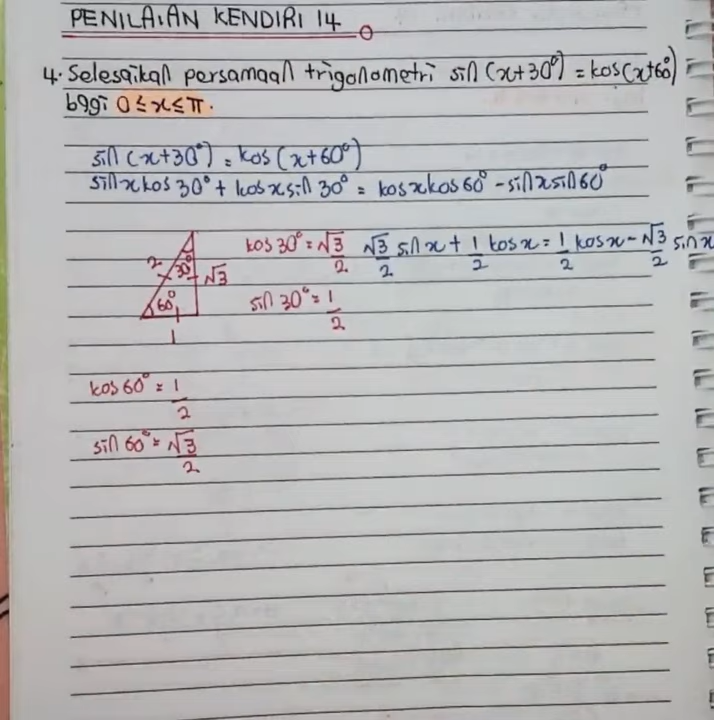 PENILAIAN KENDIRI 14
4. Selesaikan persamaan trigonometri sin (x+30°) = kos(x+60°)
bagi 0 ≤ x ≤ π.
sin (x+30°) = kos (x+60°)
sin x kos 30° + kos x sin 30° = kos x kos 60° - sin x sin 60°
2 30° √3 60° 1
kos 30° = √3/2
√3/2 sin x + 1/2 kos x = 1/2 kos x - √3/2 sin x
sin 30° = 1/2
kos 60° = 1/2
sin 60° = √3/2